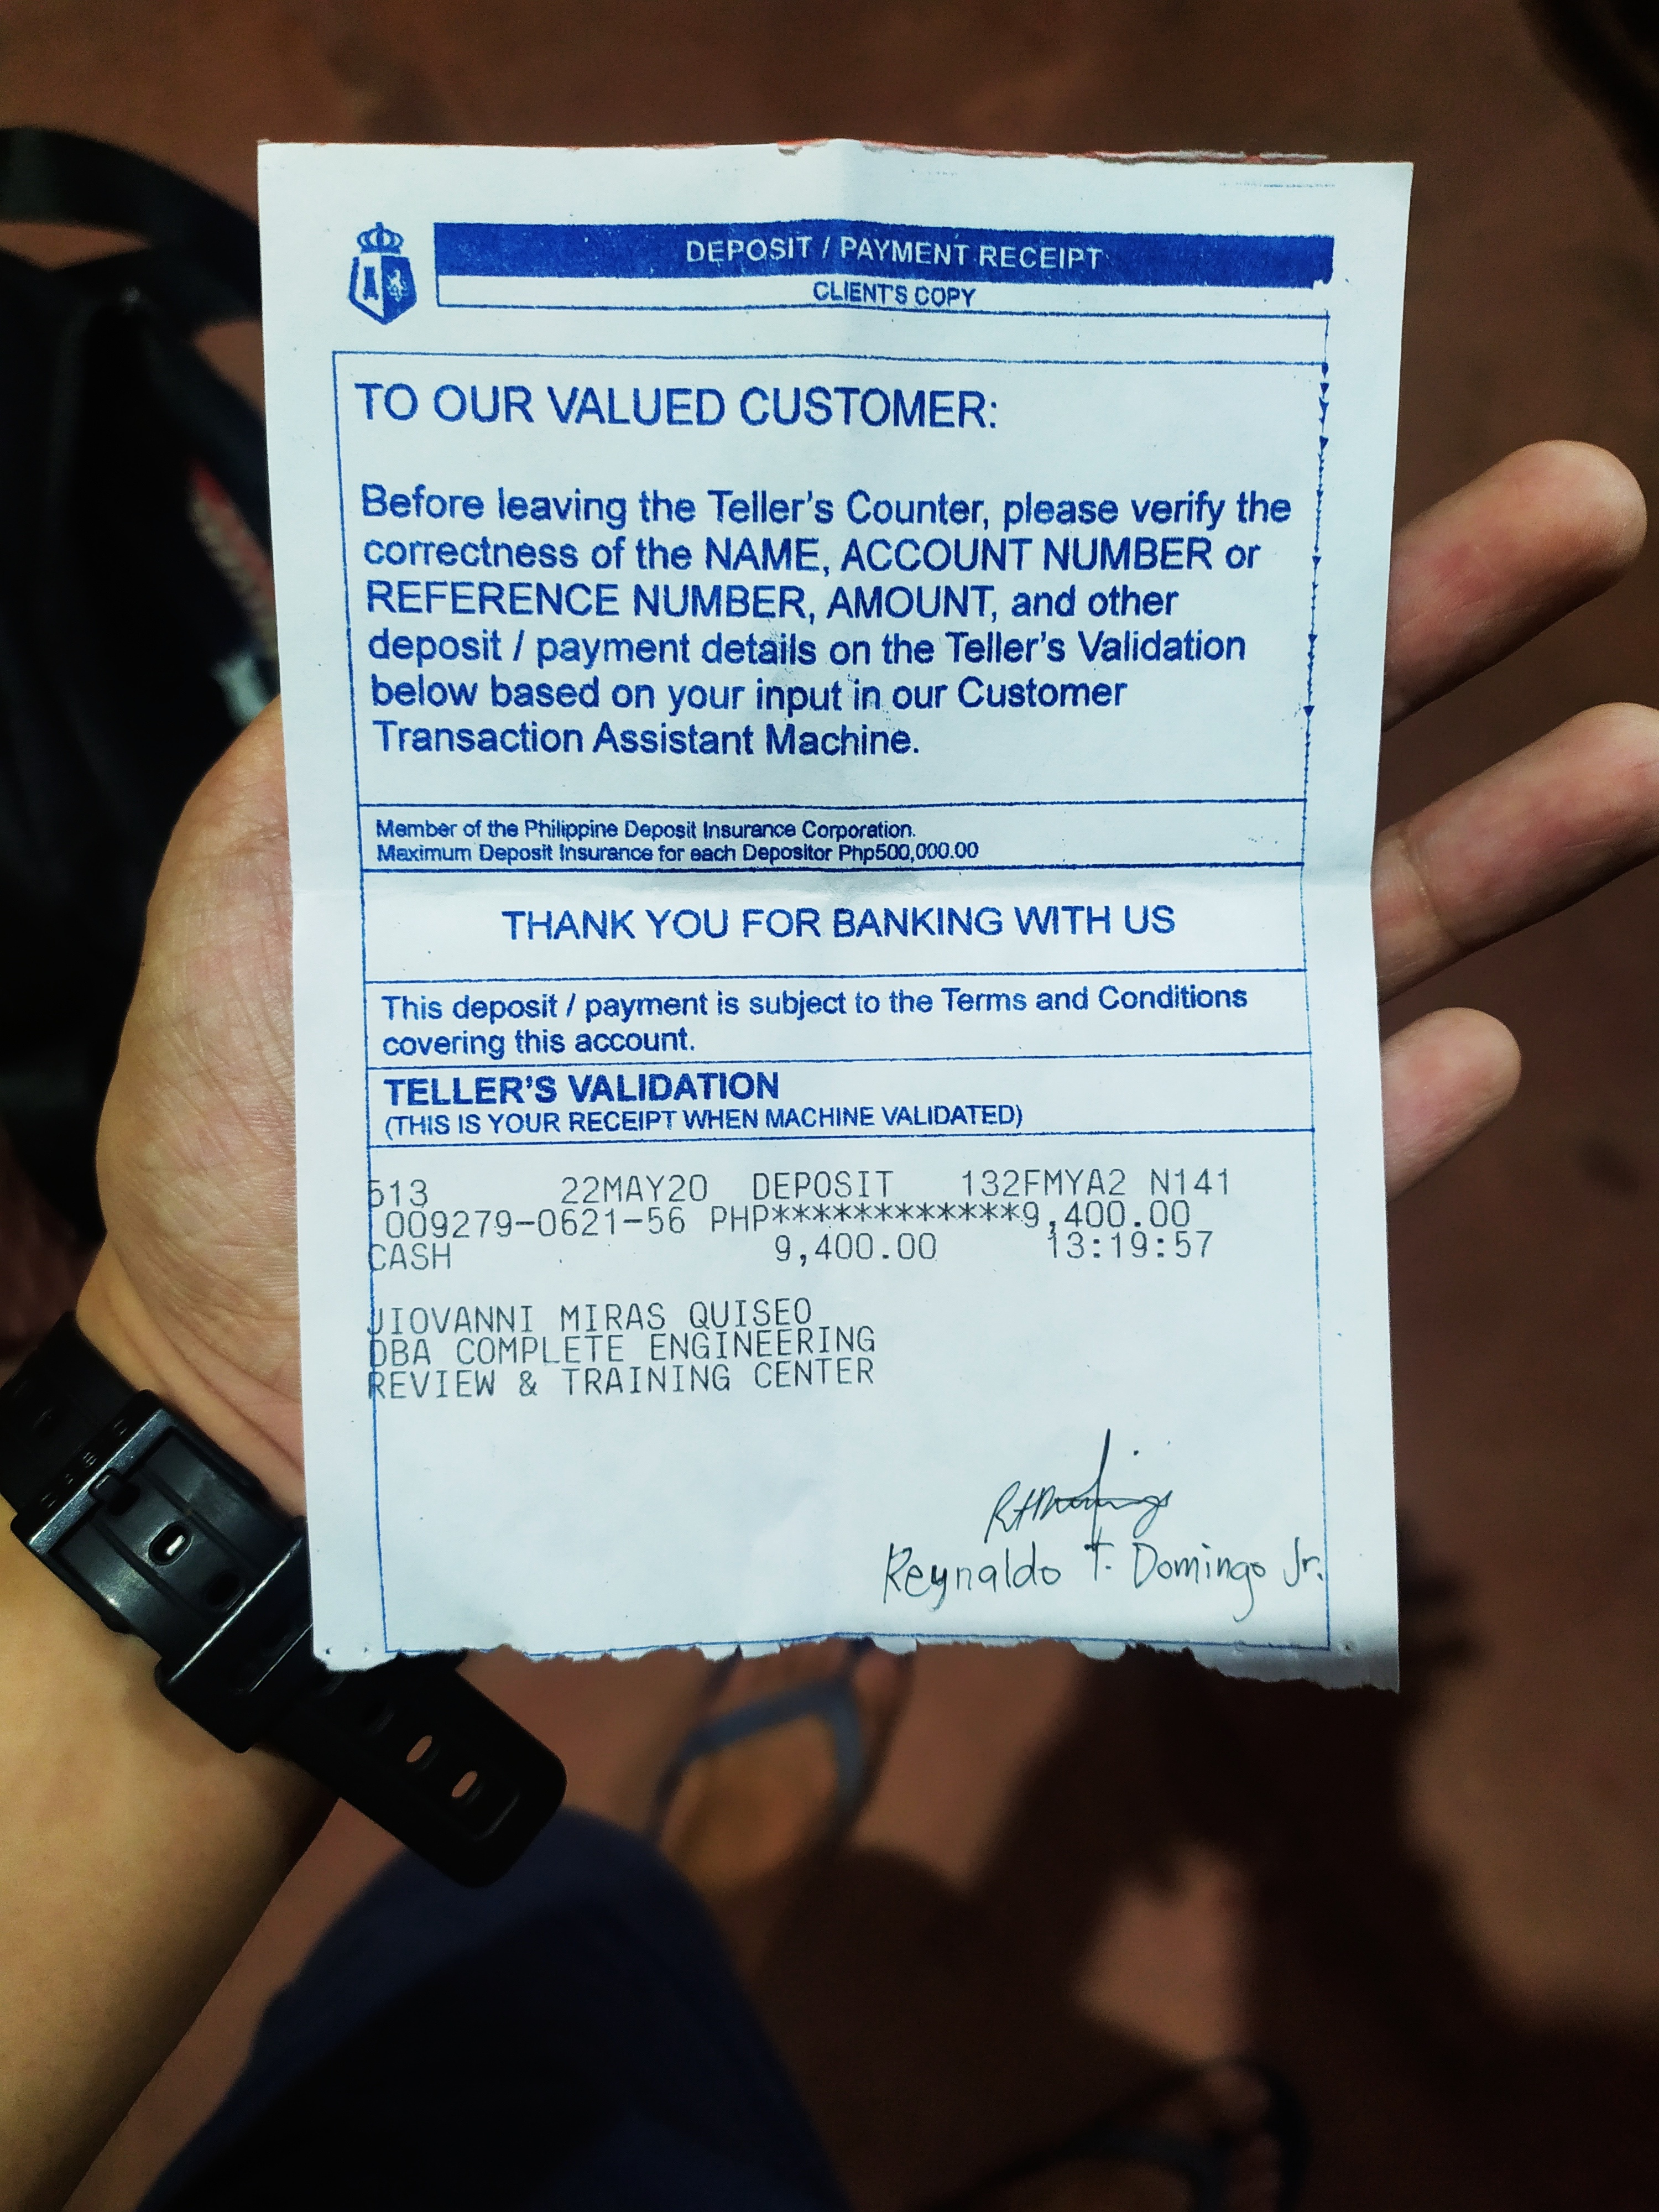 DEPOSIT / PAYMENT RECEIPT
CLIENT'S COPY
TO OUR VALUED CUSTOMER:
Before leaving the Teller's Counter, please verify the
correctness of the NAME, ACCOUNT NUMBER or
REFERENCE NUMBER, AMOUNT, and other
deposit / payment details on the Teller's Validation
below based on your input in our Customer
Transaction Assistant Machine.
Member of the Philippine Deposit Insurance Corporation.
Maximum Deposit Insurance for each Depositor Php500,000.00
THANK YOU FOR BANKING WITH US
This deposit / payment is subject to the Terms and Conditions
covering this account.
TELLER'S VALIDATION
(THIS IS YOUR RECEIPT WHEN MACHINE VALIDATED)
513 22MAY20 DEPOSIT 132FMYA2 N141
009279-0621-56 PHP************9,400.00
CASH 9,400.00 13:19:57
JIOVANNI MIRAS QUISEO
DBA COMPLETE ENGINEERING
REVIEW & TRAINING CENTER
Reynaldo T. Domingo Jr.